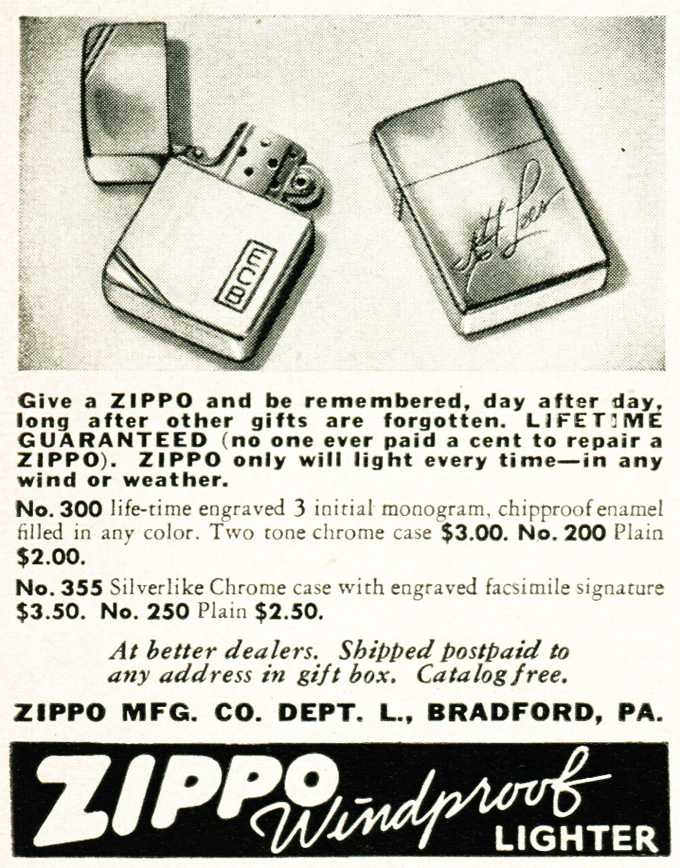 ECB
Give a ZIPPO and be remembered, day after day,
long after other gifts are forgotten. LIFETIME
GUARANTEED (no one ever paid a cent to repair a
ZIPPO). ZIPPO only will light every time—in any
wind or weather.
No. 300 life-time engraved 3 initial monogram, chipproof enamel
filled in any color. Two tone chrome case $3.00. No. 200 Plain
$2.00.
No. 355 Silverlike Chrome case with engraved facsimile signature
$3.50. No. 250 Plain $2.50.
At better dealers. Shipped postpaid to
any address in gift box. Catalog free.
ZIPPO MFG. CO. DEPT. L., BRADFORD, PA.
ZIPPO Windproof
LIGHTER